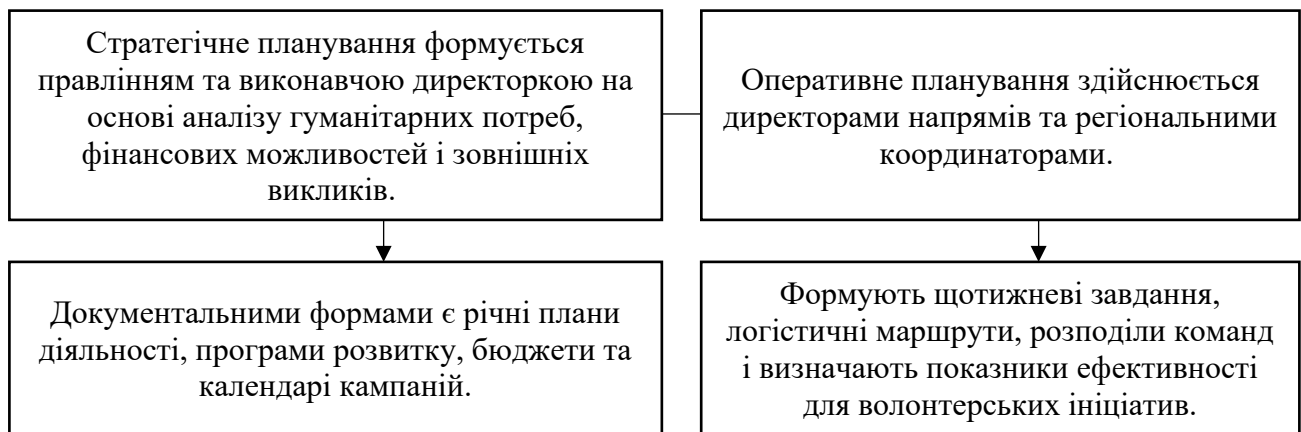 Стратегічне планування формується
правлінням та виконавчою директоркою на
основі аналізу гуманітарних потреб,
фінансових можливостей і зовнішніх
викликів.
Оперативне планування здійснюється
директорами напрямів та регіональними
координаторами.
Документальними формами є річні плани
діяльності, програми розвитку, бюджети та
календарі кампаній.
Формують щотижневі завдання,
логістичні маршрути, розподіли команд
і визначають показники ефективності
для волонтерських ініціатив.